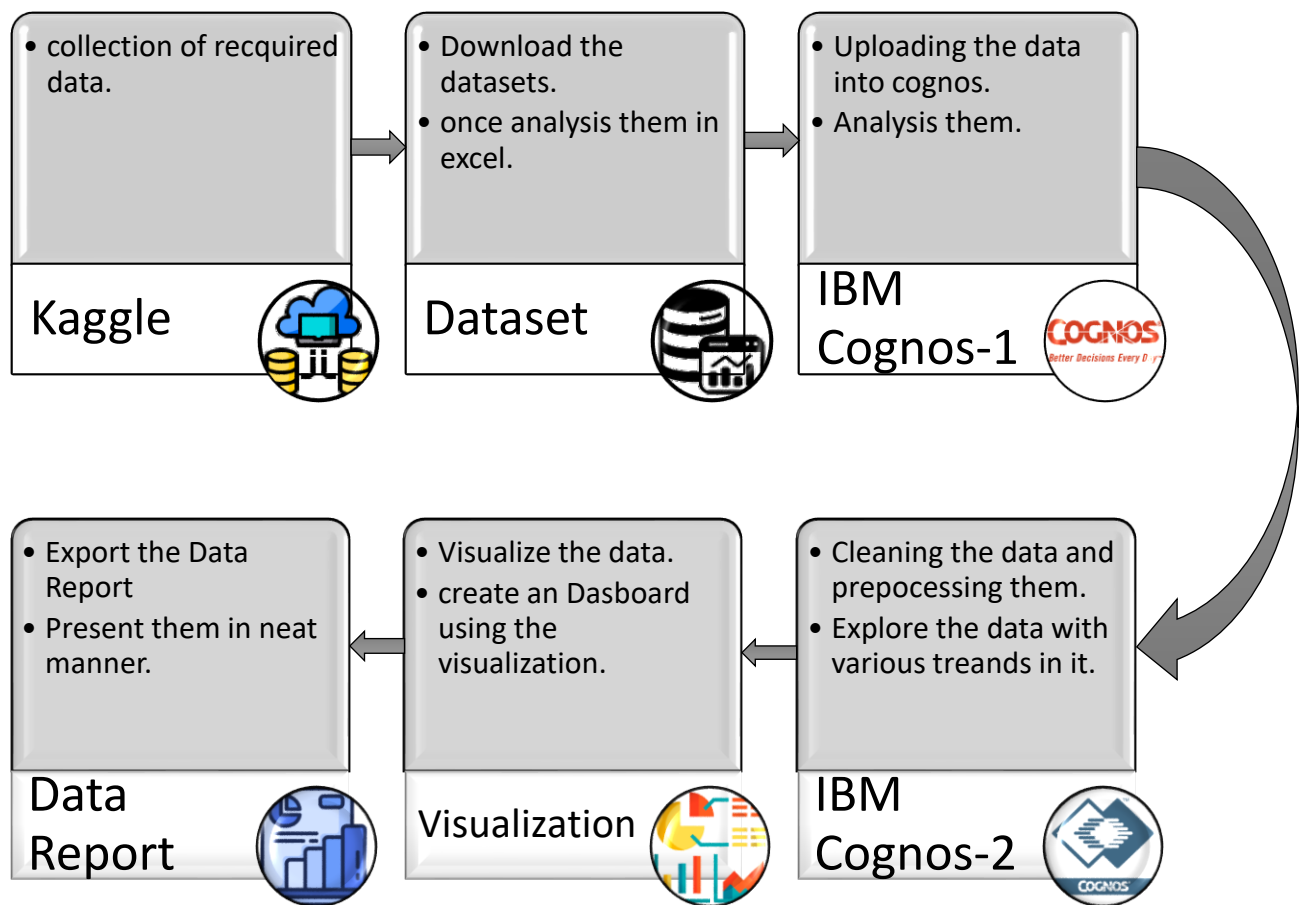 • collection of recquired
data.
Kaggle
• Download the
datasets.
• once analysis them in
excel.
Dataset
• Uploading the data
into cognos.
• Analysis them.
IBM
Cognos-1
COGNOS
Better Decisions Every
• Cleaning the data and
prepocessing them.
• Explore the data with
various treands in it.
IBM
Cognos-2
COGNOS
• Visualize the data.
• create an Dasboard
using the
visualization.
Visualization
• Export the Data
Report
• Present them in neat
manner.
Data
Report